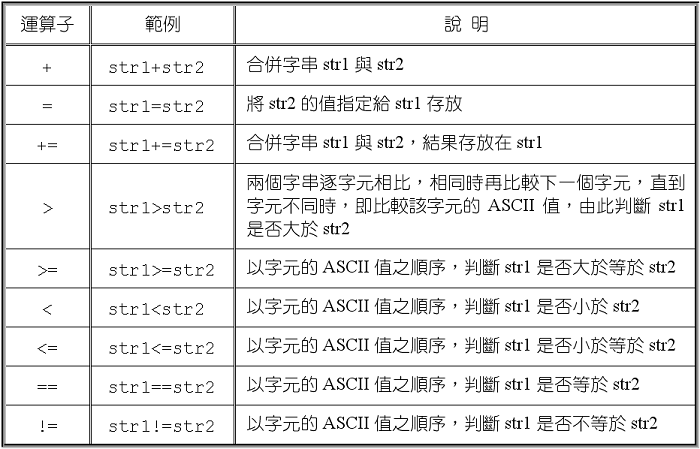 運算子 範例 說 明
+ str1+str2 合併字串 str1 與 str2
= str1=str2 將 str2 的值指定給 str1 存放
+= str1+=str2 合併字串 str1 與 str2,結果存放在 str1
兩個字串逐字元相比,相同時再比較下一個字元,直到
> str1>str2 字元不同時,即比較該字元的 ASCII 值,由此判斷 str1
是否大於 str2
>= str1>=str2 以字元的 ASCII 值之順序,判斷 str1 是否大於等於 str2
< str1<str2 以字元的 ASCII 值之順序,判斷 str1 是否小於 str2
<= str1<=str2 以字元的 ASCII 值之順序,判斷 str1 是否小於等於 str2
== str1==str2 以字元的 ASCII 值之順序,判斷 str1 是否等於 str2
!= str1!=str2 以字元的 ASCII 值之順序,判斷 str1 是否不等於 str2